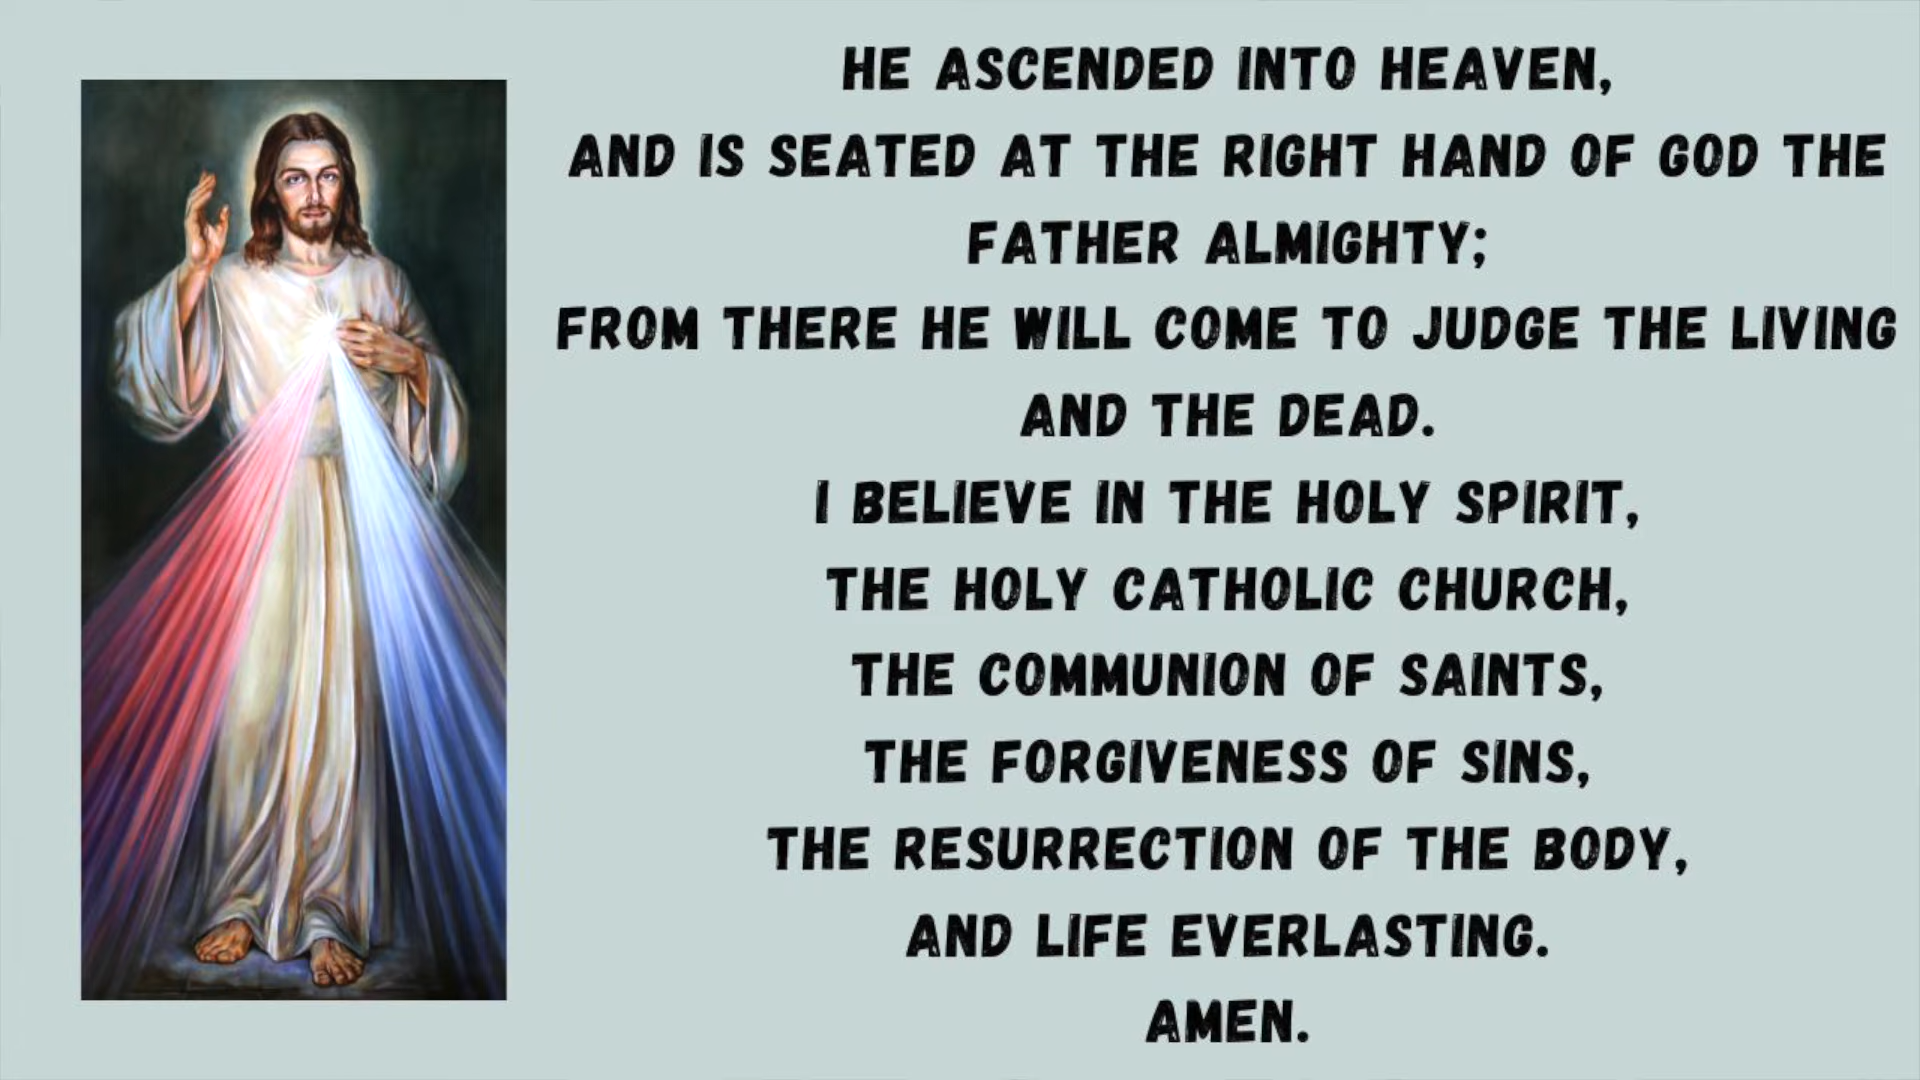 HE ASCENDED INTO HEAVEN,
AND IS SEATED AT THE RIGHT HAND OF GOD THE
FATHER ALMIGHTY;
FROM THERE HE WILL COME TO JUDGE THE LIVING
AND THE DEAD.
I BELIEVE IN THE HOLY SPIRIT,
THE HOLY CATHOLIC CHURCH,
THE COMMUNION OF SAINTS,
THE FORGIVENESS OF SINS,
THE RESURRECTION OF THE BODY,
AND LIFE EVERLASTING.
AMEN.